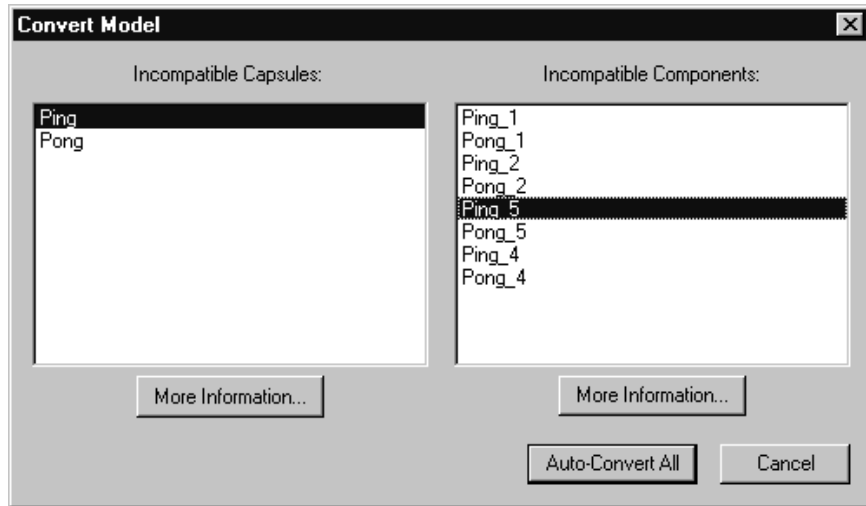 Convert Model
Incompatible Capsules:
Ping
Pong
More Information...
Incompatible Components:
Ping_1
Pong_1
Ping_2
Pong_2
Ping_5
Pong_5
Ping_4
Pong_4
More Information...
Auto-Convert All
Cancel